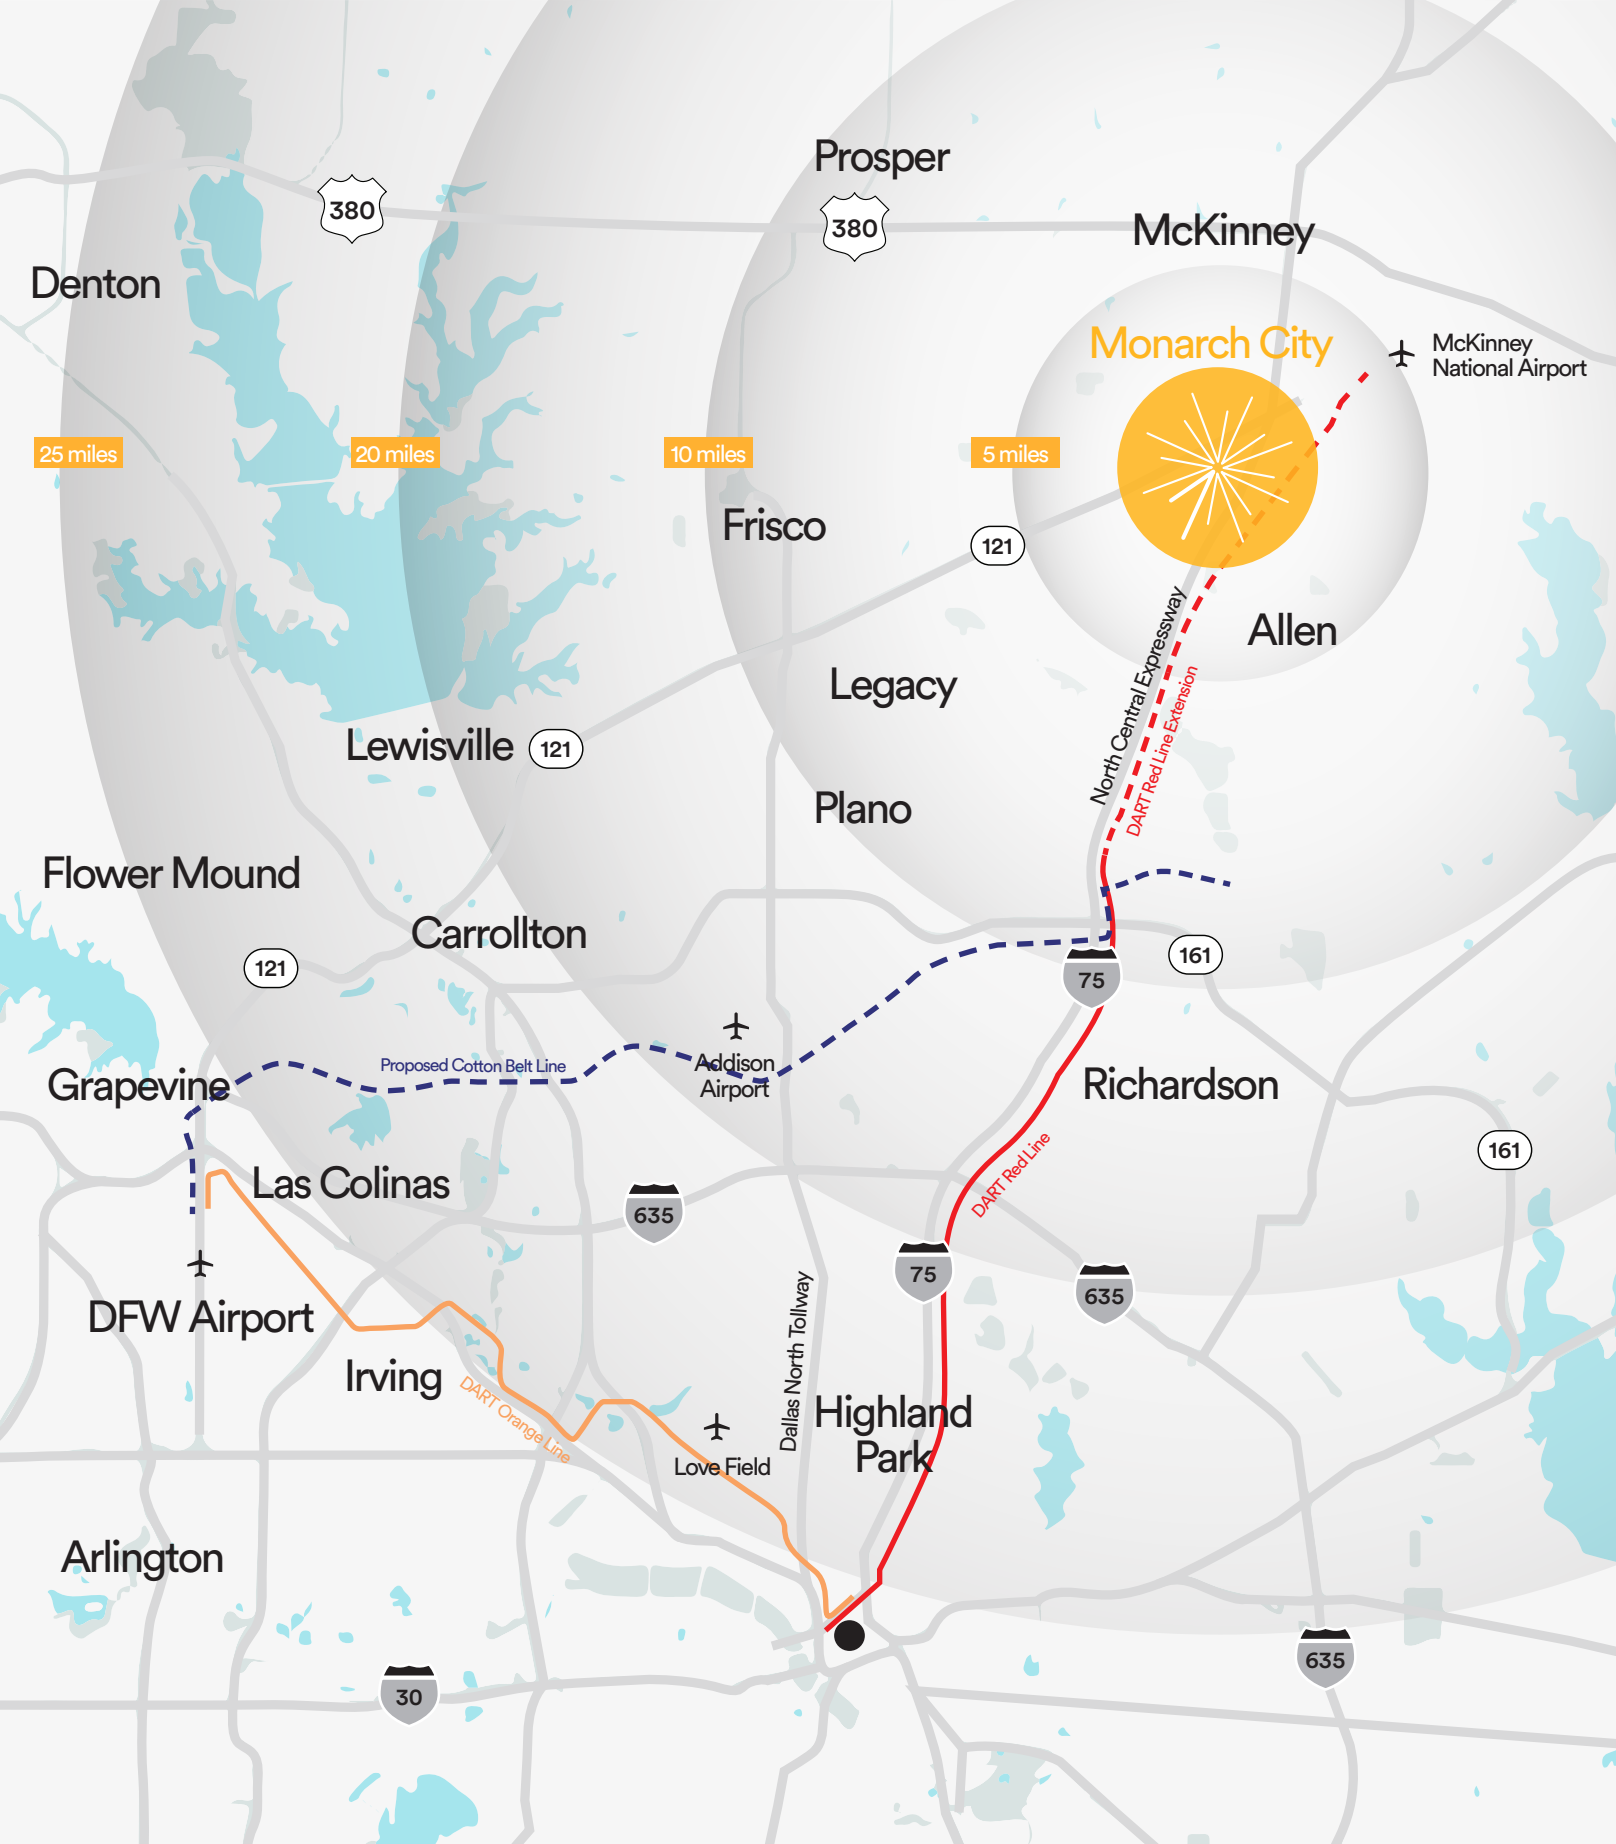 Prosper
380
380
McKinney
Denton
Monarch City
McKinney
National Airport
25 miles
20 miles
10 miles
5 miles
Frisco
121
Allen
North Central Expressway
DART Red Line Extension
Legacy
Lewisville
121
Plano
Flower Mound
Carrollton
121
161
75
Addison
Airport
Proposed Cotton Belt Line
Grapevine
Richardson
161
DART Red Line
Las Colinas
635
75
635
DFW Airport
Dallas North Tollway
Irving
DART Orange Line
Highland
Park
Love Field
Arlington
635
30